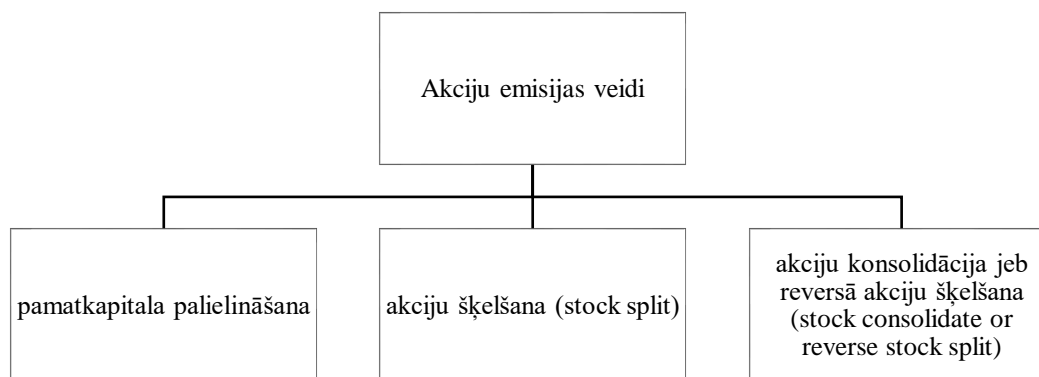 Akciju emisijas veidi
pamatkapitala palielināšana
akciju šķelšana (stock split)
akciju konsolidācija jeb
reversā akciju šķelšana
(stock consolidate or
reverse stock split)